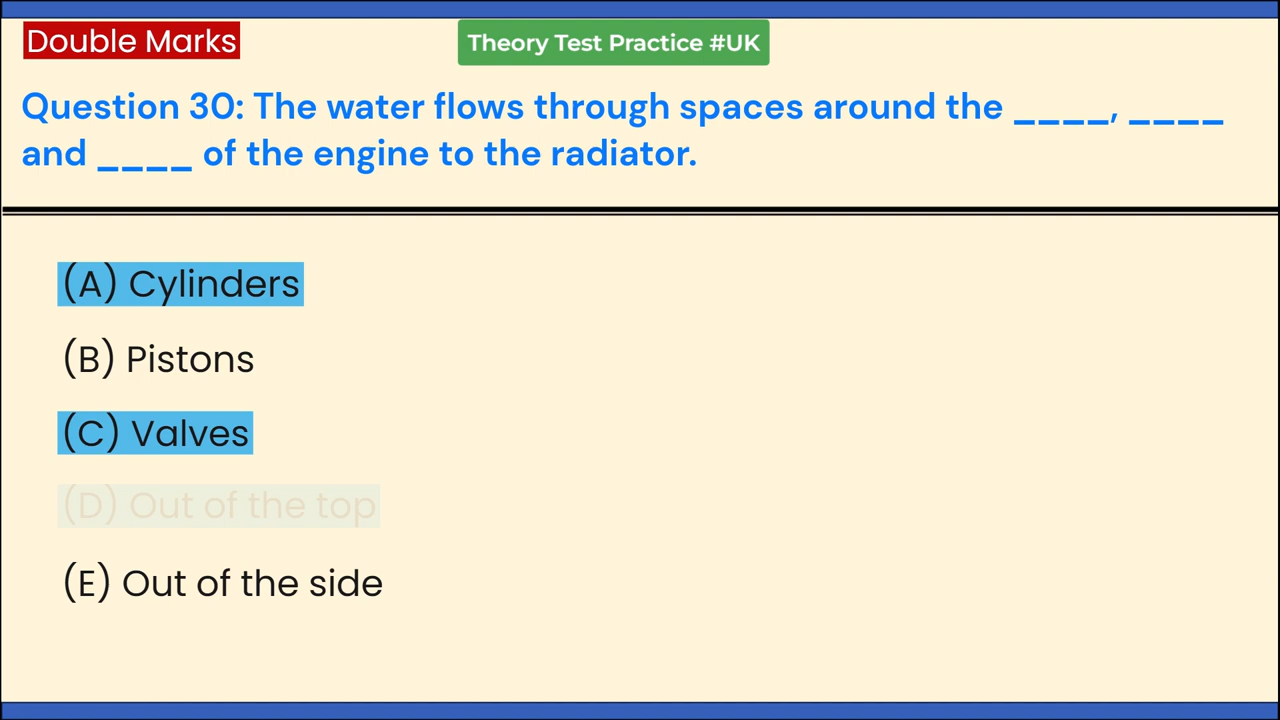 Double Marks
Theory Test Practice #UK
Question 30: The water flows through spaces around the ____, ____
and ____ of the engine to the radiator.
(A) Cylinders
(B) Pistons
(C) Valves
(D) Out of the top
(E) Out of the side